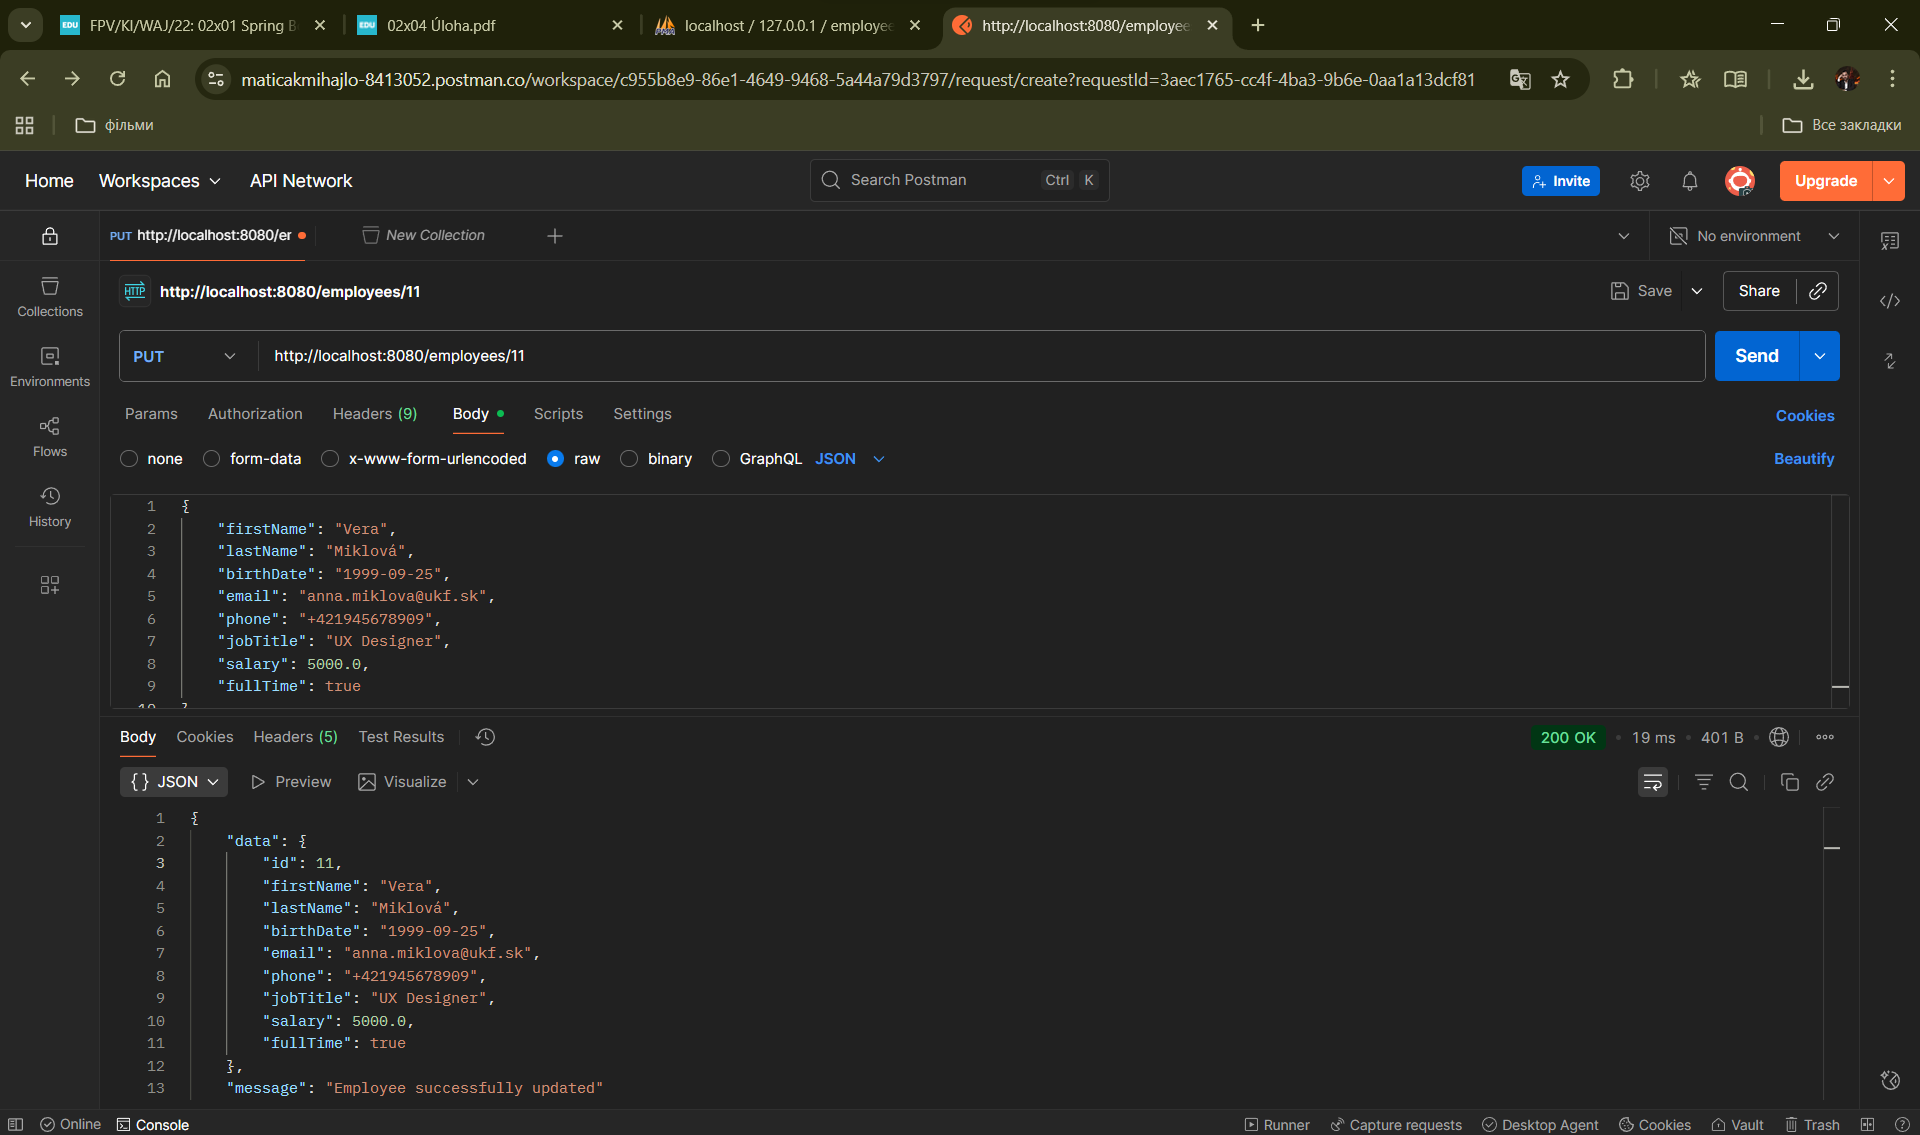 FPV/KI/WAJ/22: 02x01 Spring B
02x04 Úloha.pdf
localhost / 127.0.0.1 / employe
http://localhost:8080/employee
maticakmihajlo-8413052.postman.co/workspace/c955b8e9-86e1-4649-9468-5a44a79d3797/request/create?requestId=3aec1765-cc4f-4ba3-9b6e-0aa1a13dcf81
фільми
Все закладки
Home Workspaces API Network
Search Postman Ctrl K
Invite
Upgrade
PUT http://localhost:8080/er
New Collection
No environment
Collections
Environments
Flows
History
HTTP http://localhost:8080/employees/11
Save
Share
PUT http://localhost:8080/employees/11
Send
Params Authorization Headers (9) Body Scripts Settings
Cookies
none form-data x-www-form-urlencoded raw binary GraphQL JSON
Beautify
1 {
2 "firstName": "Vera",
3 "lastName": "Miklová",
4 "birthDate": "1999-09-25",
5 "email": "anna.miklova@ukf.sk",
6 "phone": "+421945678909",
7 "jobTitle": "UX Designer",
8 "salary": 5000.0,
9 "fullTime": true
10 }
Body Cookies Headers (5) Test Results
200 OK • 19 ms • 401 B
{} JSON Preview Visualize
1 {
2 "data": {
3 "id": 11,
4 "firstName": "Vera",
5 "lastName": "Miklová",
6 "birthDate": "1999-09-25",
7 "email": "anna.miklova@ukf.sk",
8 "phone": "+421945678909",
9 "jobTitle": "UX Designer",
10 "salary": 5000.0,
11 "fullTime": true
12 },
13 "message": "Employee successfully updated"
Online Console
Runner Capture requests Desktop Agent Cookies Vault Trash